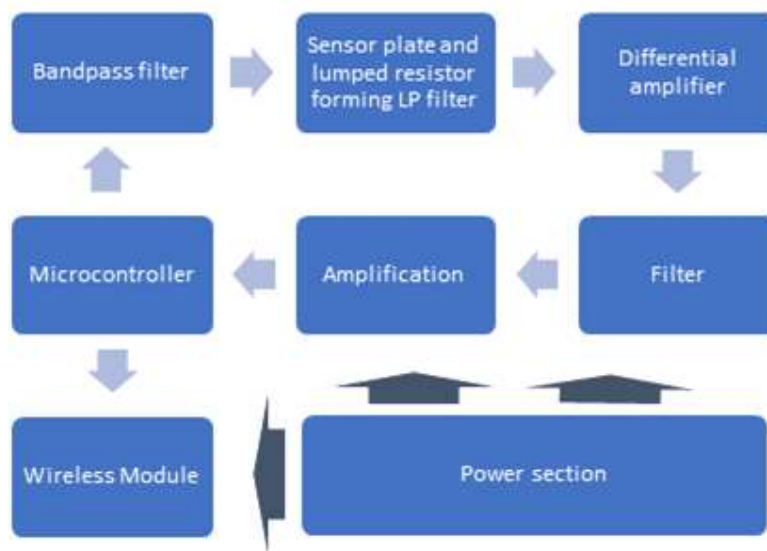 Bandpass filter
Sensor plate and
lumped resistor
forming LP filter
Differential
amplifier
Microcontroller
Amplification
Filter
Wireless Module
Power section